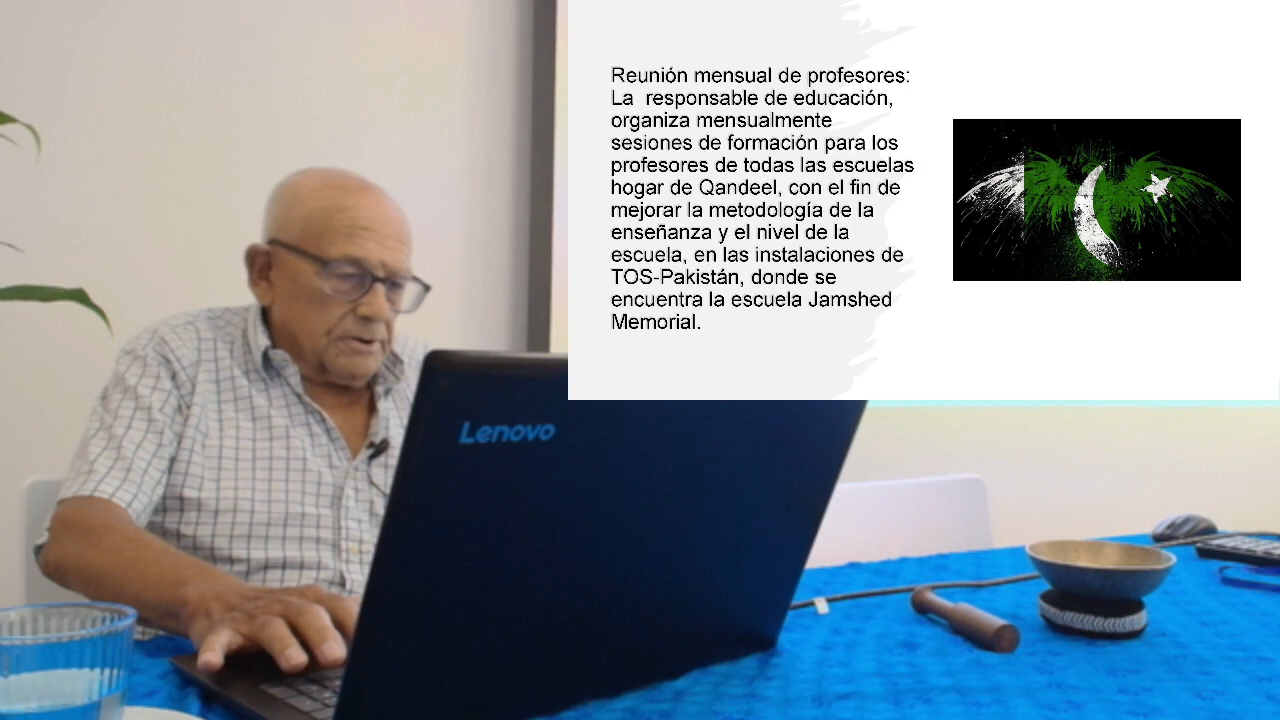 Reunión mensual de profesores:
La  responsable de educación,
organiza mensualmente
sesiones de formación para los
profesores de todas las escuelas
hogar de Qandeel, con el fin de
mejorar la metodología de la
enseñanza y el nivel de la
escuela, en las instalaciones de
TOS-Pakistán, donde se
encuentra la escuela Jamshed
Memorial.
Lenovo